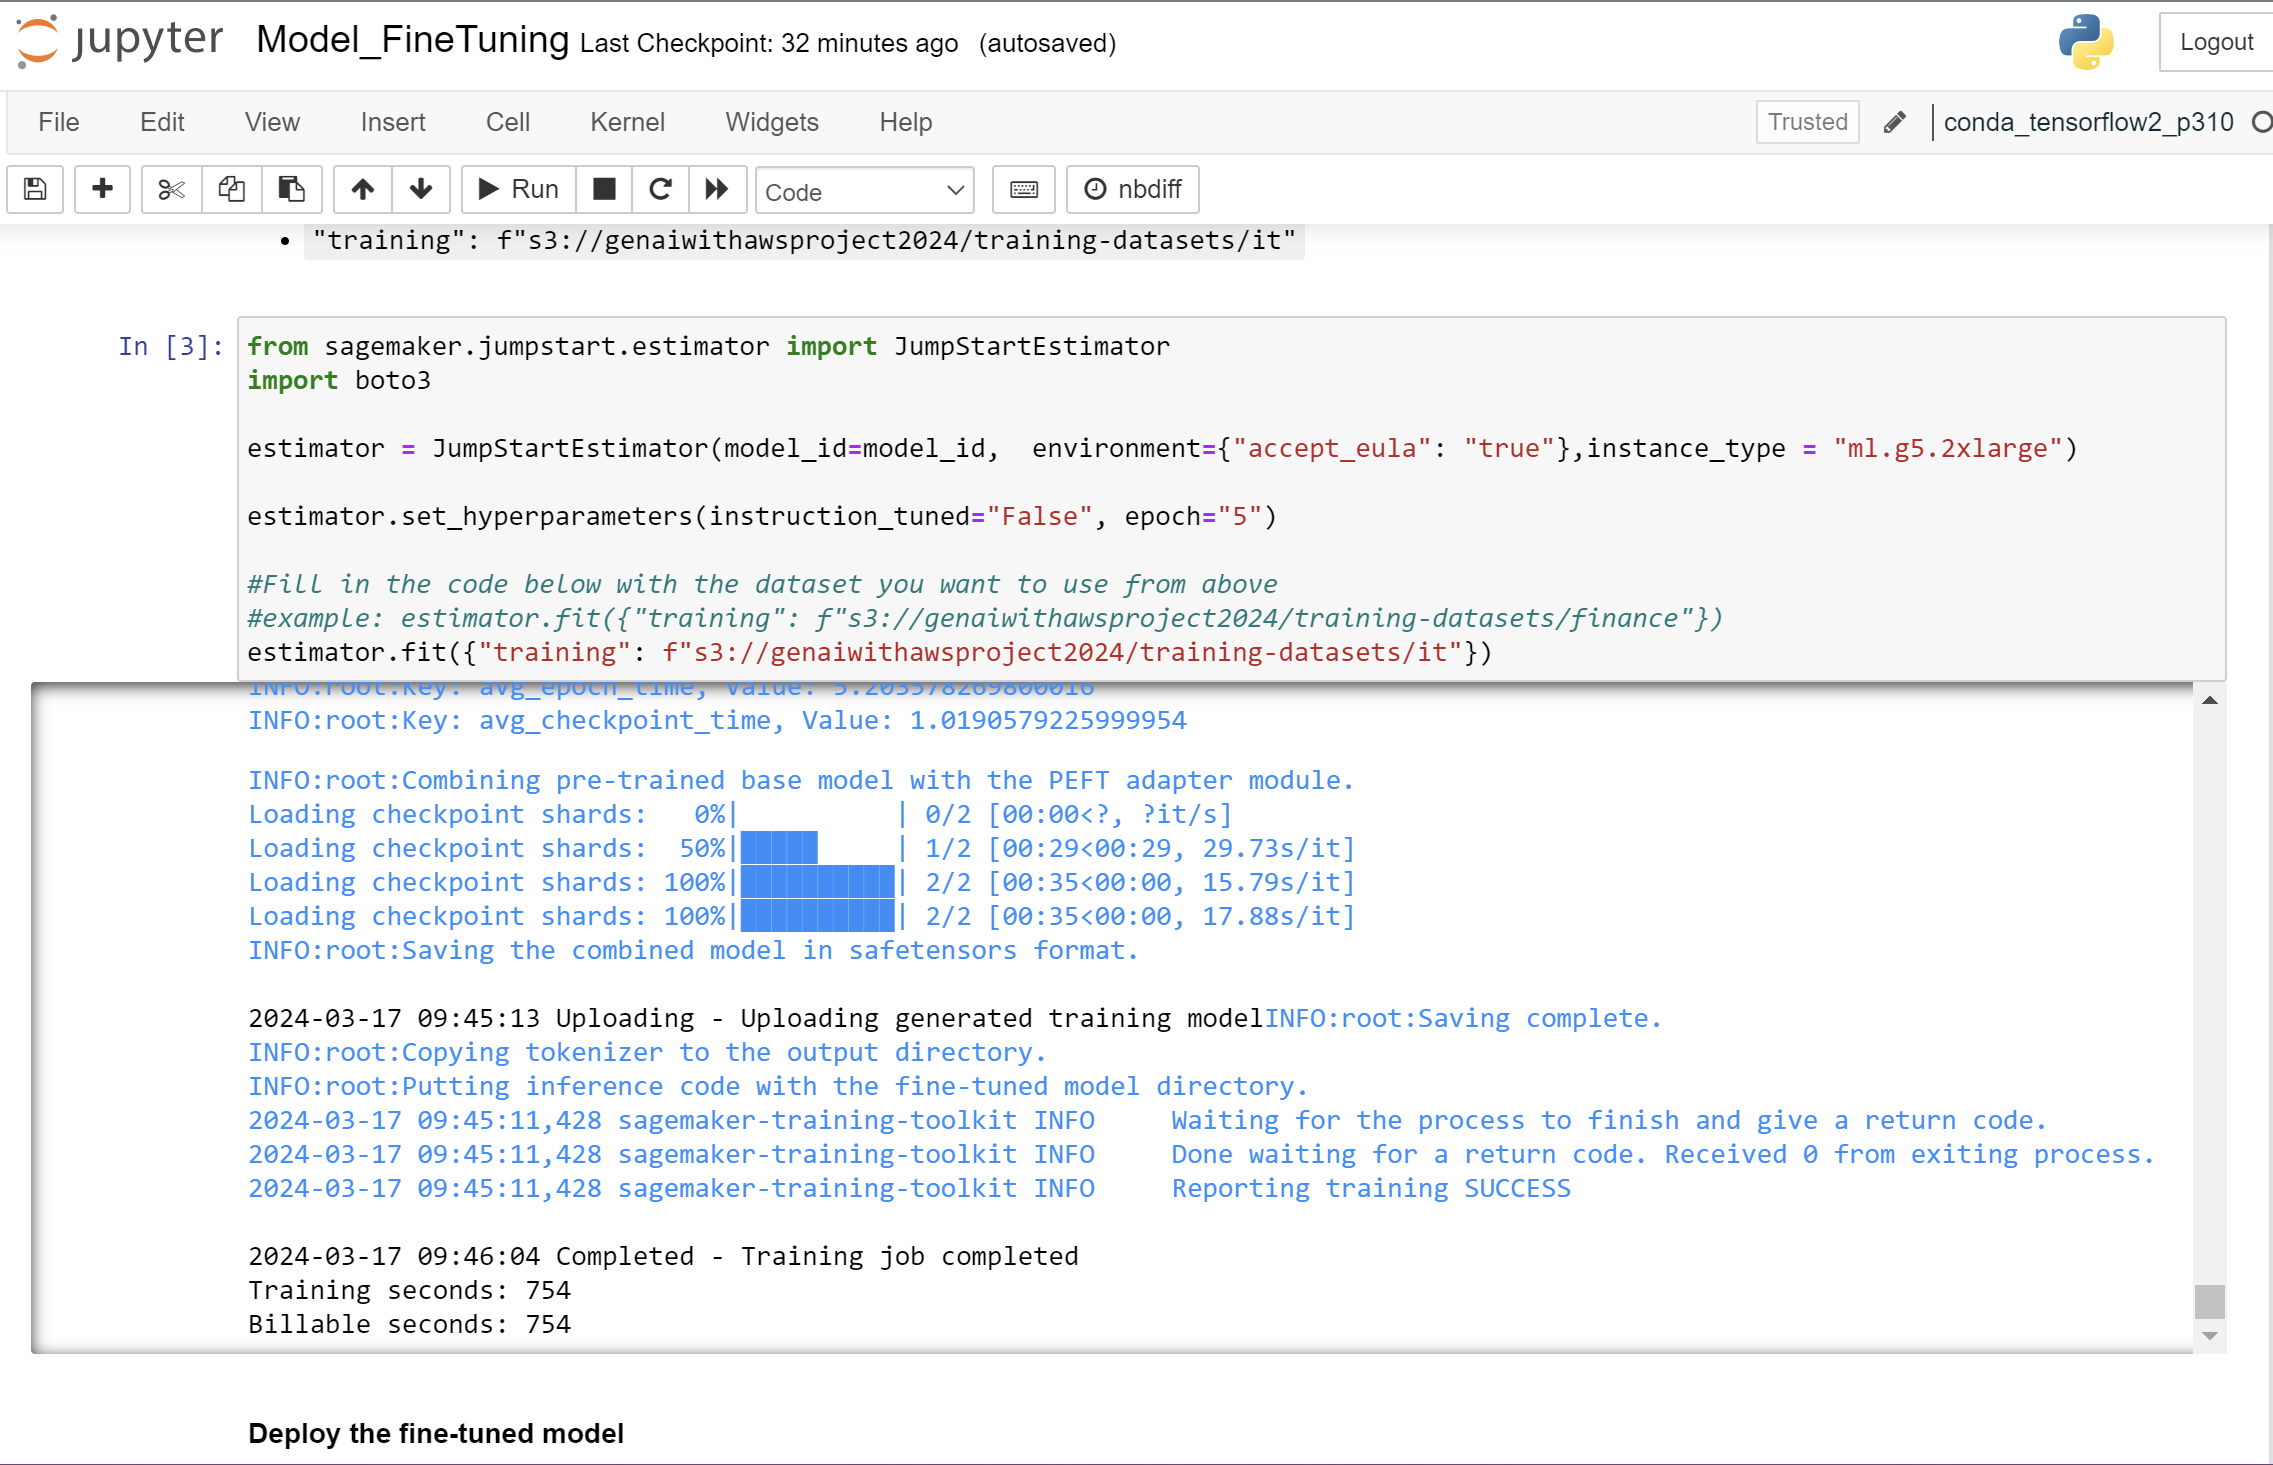 jupyter Model_FineTuning Last Checkpoint: 32 minutes ago (autosaved) Logout
File Edit View Insert Cell Kernel Widgets Help Trusted conda_tensorflow2_p310
Run Code nbdiff
• "training": f"s3://genaiwithawsproject2024/training-datasets/it"
In [3]: from sagemaker.jumpstart.estimator import JumpStartEstimator
import boto3
estimator = JumpStartEstimator(model_id=model_id,  environment={"accept_eula": "true"},instance_type = "ml.g5.2xlarge")
estimator.set_hyperparameters(instruction_tuned="False", epoch="5")
#Fill in the code below with the dataset you want to use from above
#example: estimator.fit({"training": f"s3://genaiwithawsproject2024/training-datasets/finance"})
estimator.fit({"training": f"s3://genaiwithawsproject2024/training-datasets/it"})
INFO:root:Key: avg_epoch_time, Value: 5.203578269800016
INFO:root:Key: avg_checkpoint_time, Value: 1.0190579225999954
INFO:root:Combining pre-trained base model with the PEFT adapter module.
Loading checkpoint shards:   0%|          | 0/2 [00:00<?, ?it/s]
Loading checkpoint shards:  50%|█████     | 1/2 [00:29<00:29, 29.73s/it]
Loading checkpoint shards: 100%|██████████| 2/2 [00:35<00:00, 15.79s/it]
Loading checkpoint shards: 100%|██████████| 2/2 [00:35<00:00, 17.88s/it]
INFO:root:Saving the combined model in safetensors format.
2024-03-17 09:45:13 Uploading - Uploading generated training modelINFO:root:Saving complete.
INFO:root:Copying tokenizer to the output directory.
INFO:root:Putting inference code with the fine-tuned model directory.
2024-03-17 09:45:11,428 sagemaker-training-toolkit INFO     Waiting for the process to finish and give a return code.
2024-03-17 09:45:11,428 sagemaker-training-toolkit INFO     Done waiting for a return code. Received 0 from exiting process.
2024-03-17 09:45:11,428 sagemaker-training-toolkit INFO     Reporting training SUCCESS
2024-03-17 09:46:04 Completed - Training job completed
Training seconds: 754
Billable seconds: 754
Deploy the fine-tuned model